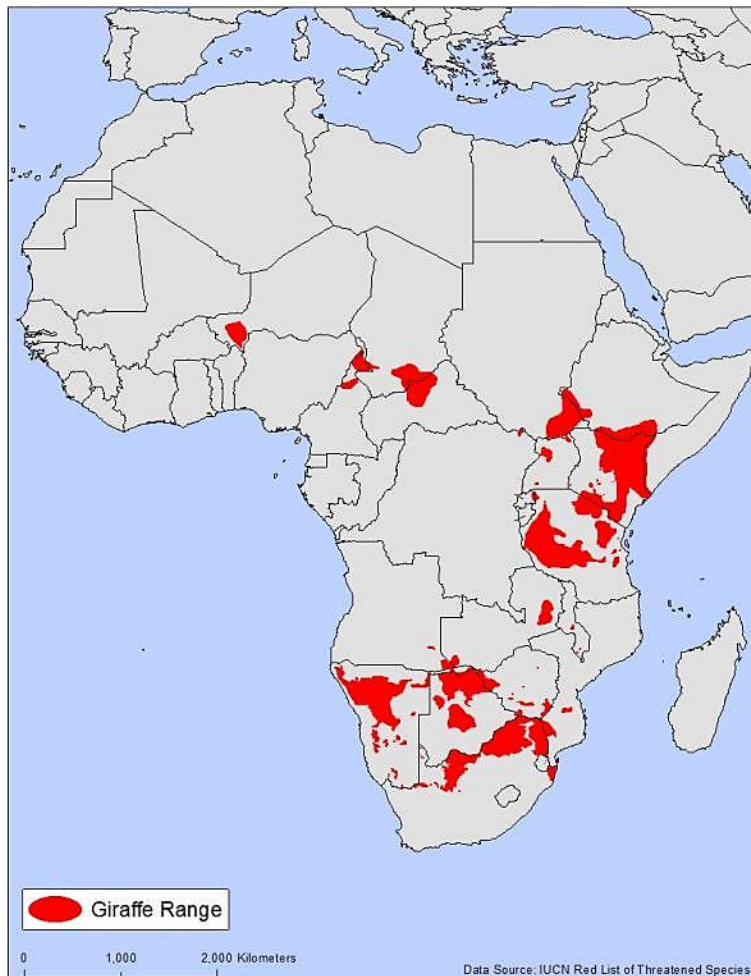 Giraffe Range
0 1,000 2,000 Kilometers
Data Source: IUCN Red List of Threatened Species